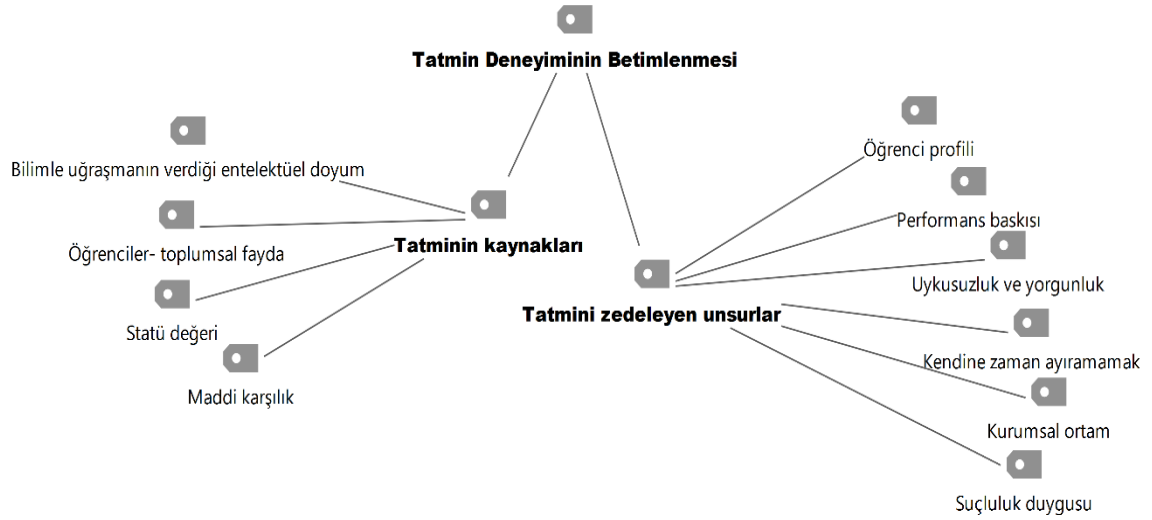 Tatmin Deneyiminin Betimlenmesi
Bilimle uğraşmanın verdiği entelektüel doyum
Öğrenciler- toplumsal fayda
Statü değeri
Maddi karşılık
Tatminin kaynakları
Tatmini zedeleyen unsurlar
Öğrenci profili
Performans baskısı
Uykusuzluk ve yorgunluk
Kendine zaman ayıramamak
Kurumsal ortam
Suçluluk duygusu